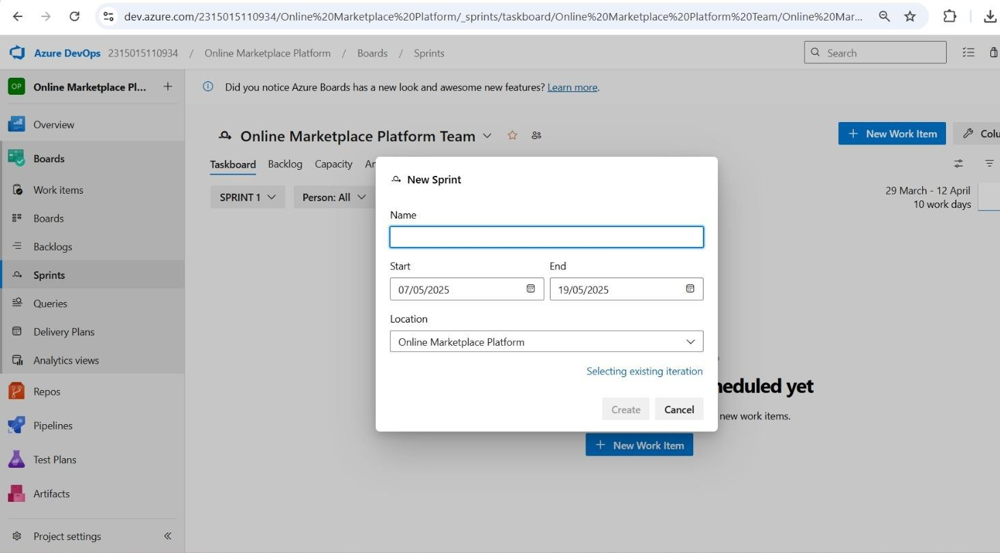 dev.azure.com/2315015110934/Online%20Marketplace%20Platform/_sprints/taskboard/Online%20Marketplace%20Platform%20Team/Online%20Mar...
Azure DevOps 2315015110934 / Online Marketplace Platform / Boards / Sprints
Search
OP Online Marketplace Pl... +
Did you notice Azure Boards has a new look and awesome new features? Learn more.
Overview
Boards
Work items
Boards
Backlogs
Sprints
Queries
Delivery Plans
Analytics views
Repos
Pipelines
Test Plans
Artifacts
Project settings
Online Marketplace Platform Team
+ New Work Item
Colu
Taskboard Backlog Capacity An
SPRINT 1 Person: All
29 March - 12 April
10 work days
New Sprint
Name
Start End
07/05/2025 19/05/2025
Location
Online Marketplace Platform
Selecting existing iteration
Create Cancel
heduled yet
new work items.
+ New Work Item